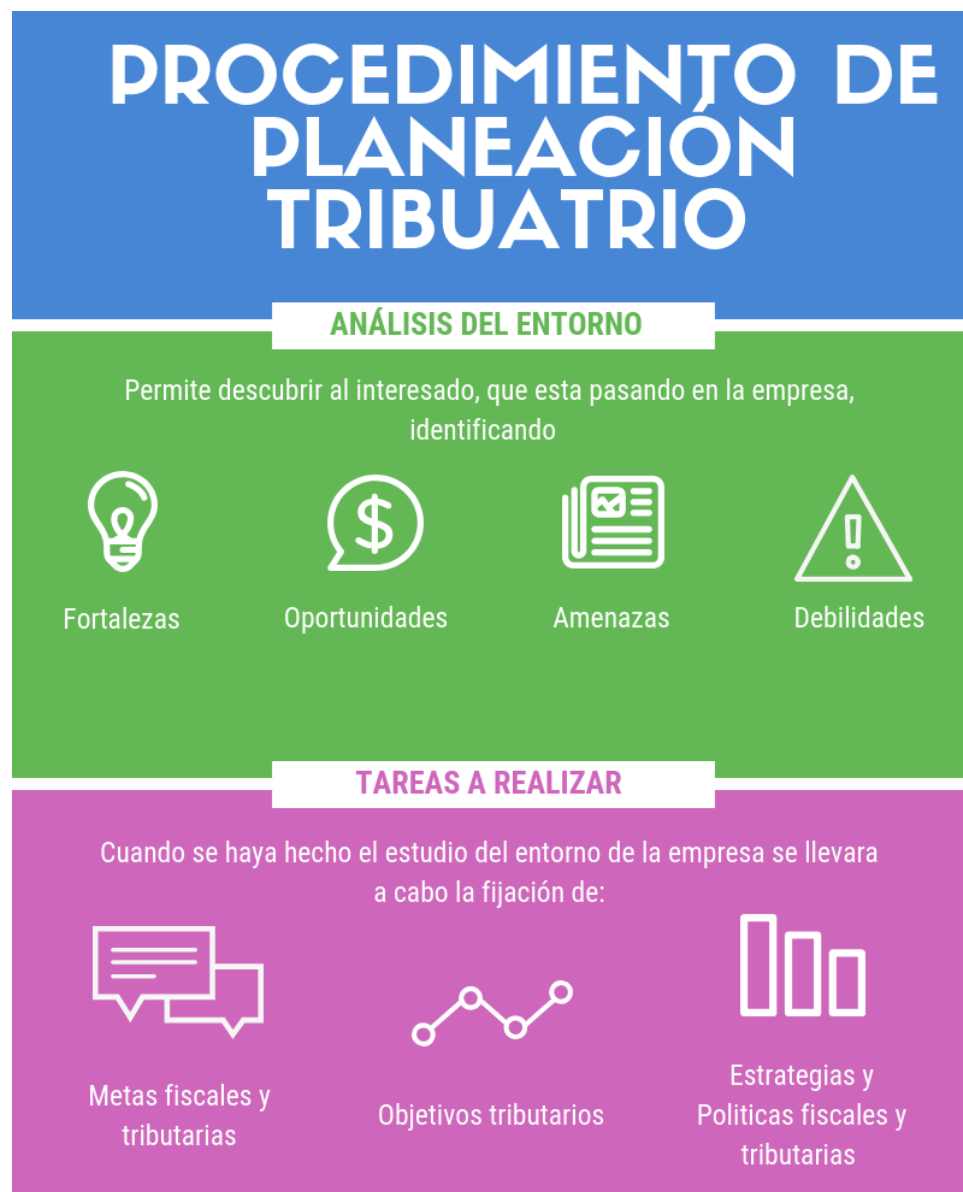 PROCEDIMIENTO DE
PLANEACIÓN
TRIBUATRIO
ANÁLISIS DEL ENTORNO
Permite descubrir al interesado, que esta pasando en la empresa,
identificando
$
!
Fortalezas
Oportunidades
Amenazas
Debilidades
TAREAS A REALIZAR
Cuando se haya hecho el estudio del entorno de la empresa se llevara
a cabo la fijación de:
Metas fiscales y
tributarias
Objetivos tributarios
Estrategias y
Politicas fiscales y
tributarias